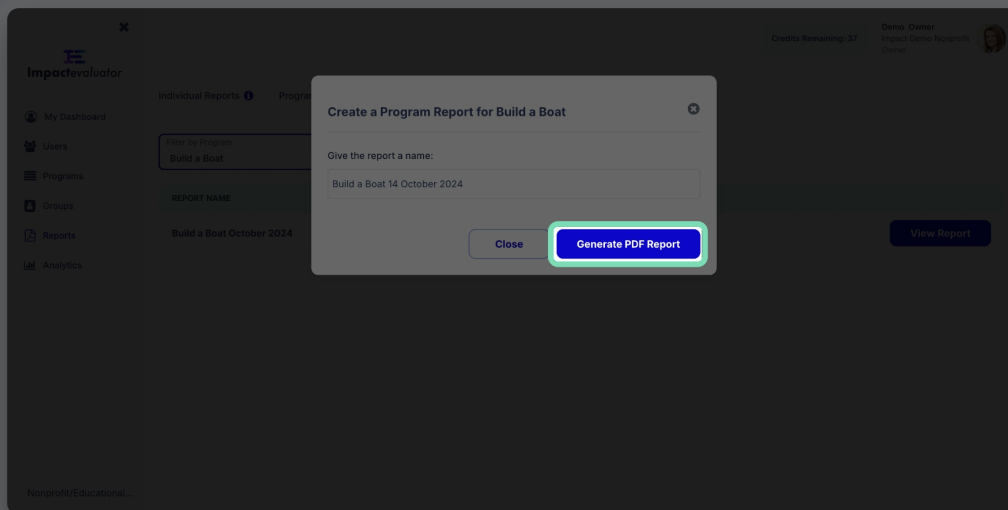 Impactevaluator
My Dashboard
Users
Programs
Groups
Reports
Analytics
Nonprofit/Educational...
Credits Remaining: 37
Demo Owner
Impact Demo Nonprofit
Owner
Individual Reports
Filter by Program
Build a Boat
REPORT NAME
Build a Boat October 2024
View Report
Create a Program Report for Build a Boat
Give the report a name:
Build a Boat 14 October 2024
Close
Generate PDF Report